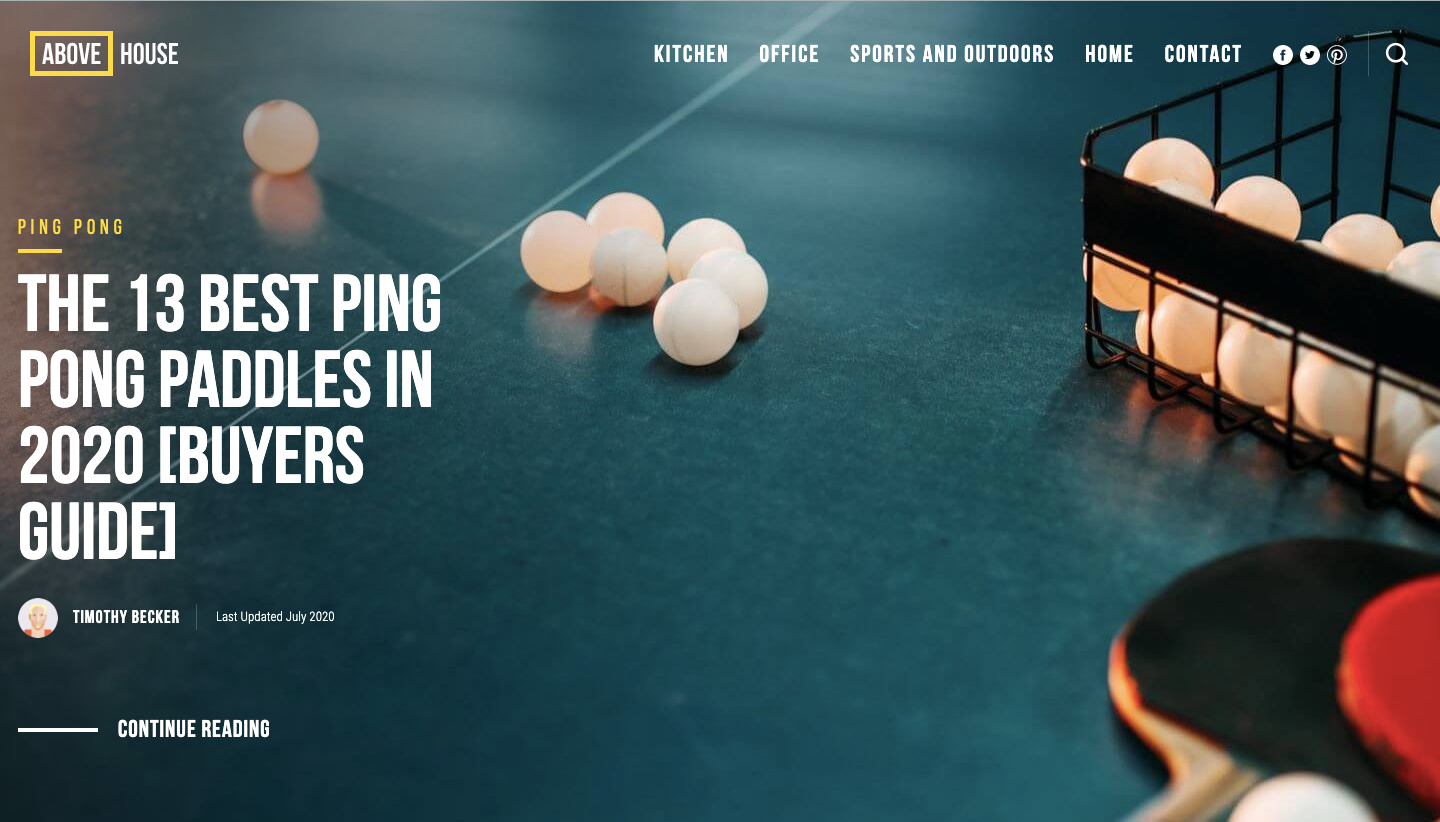 ABOVE HOUSE
KITCHEN OFFICE SPORTS AND OUTDOORS HOME CONTACT
PING PONG
THE 13 BEST PING
PONG PADDLES IN
2020 [BUYERS
GUIDE]
TIMOTHY BECKER Last Updated July 2020
CONTINUE READING